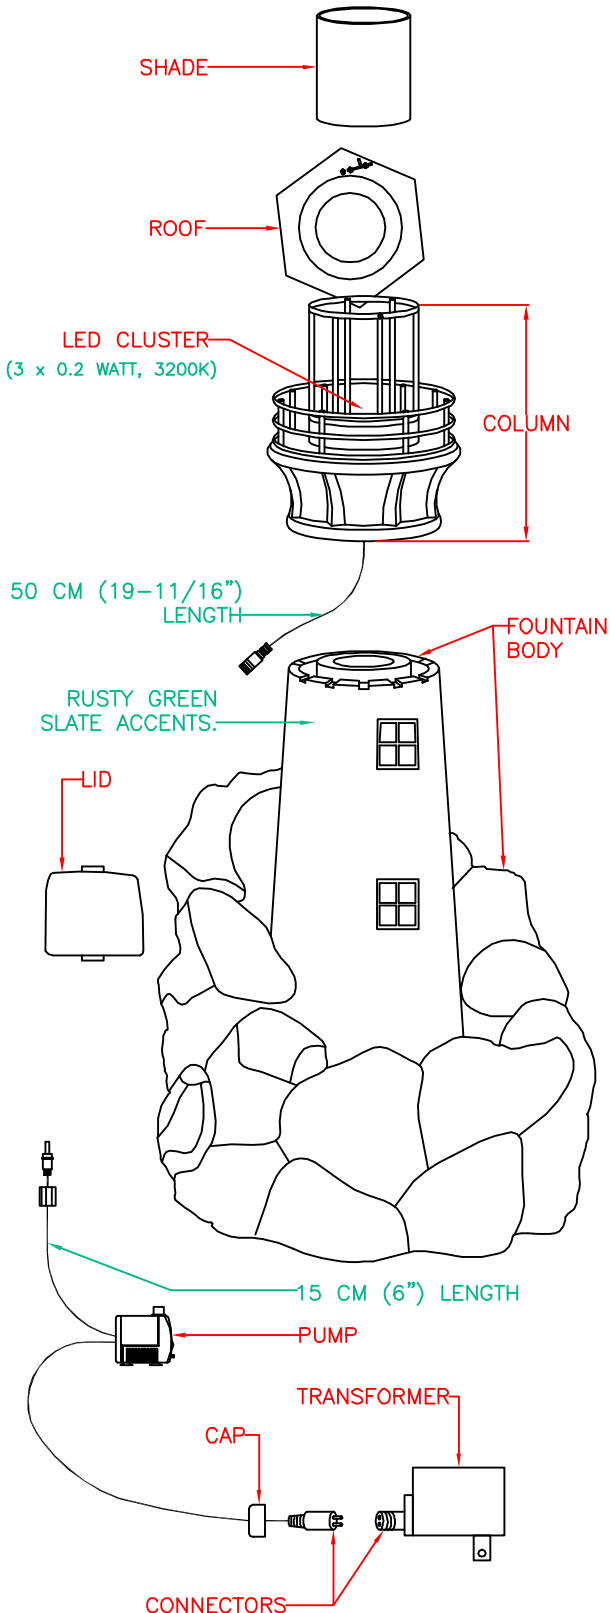 SHADE
ROOF
LED CLUSTER
(3 x 0.2 WATT, 3200K)
COLUMN
50 CM (19-11/16”)
LENGTH
FOUNTAIN
BODY
RUSTY GREEN
SLATE ACCENTS.
LID
15 CM (6”) LENGTH
PUMP
TRANSFORMER
CAP
CONNECTORS